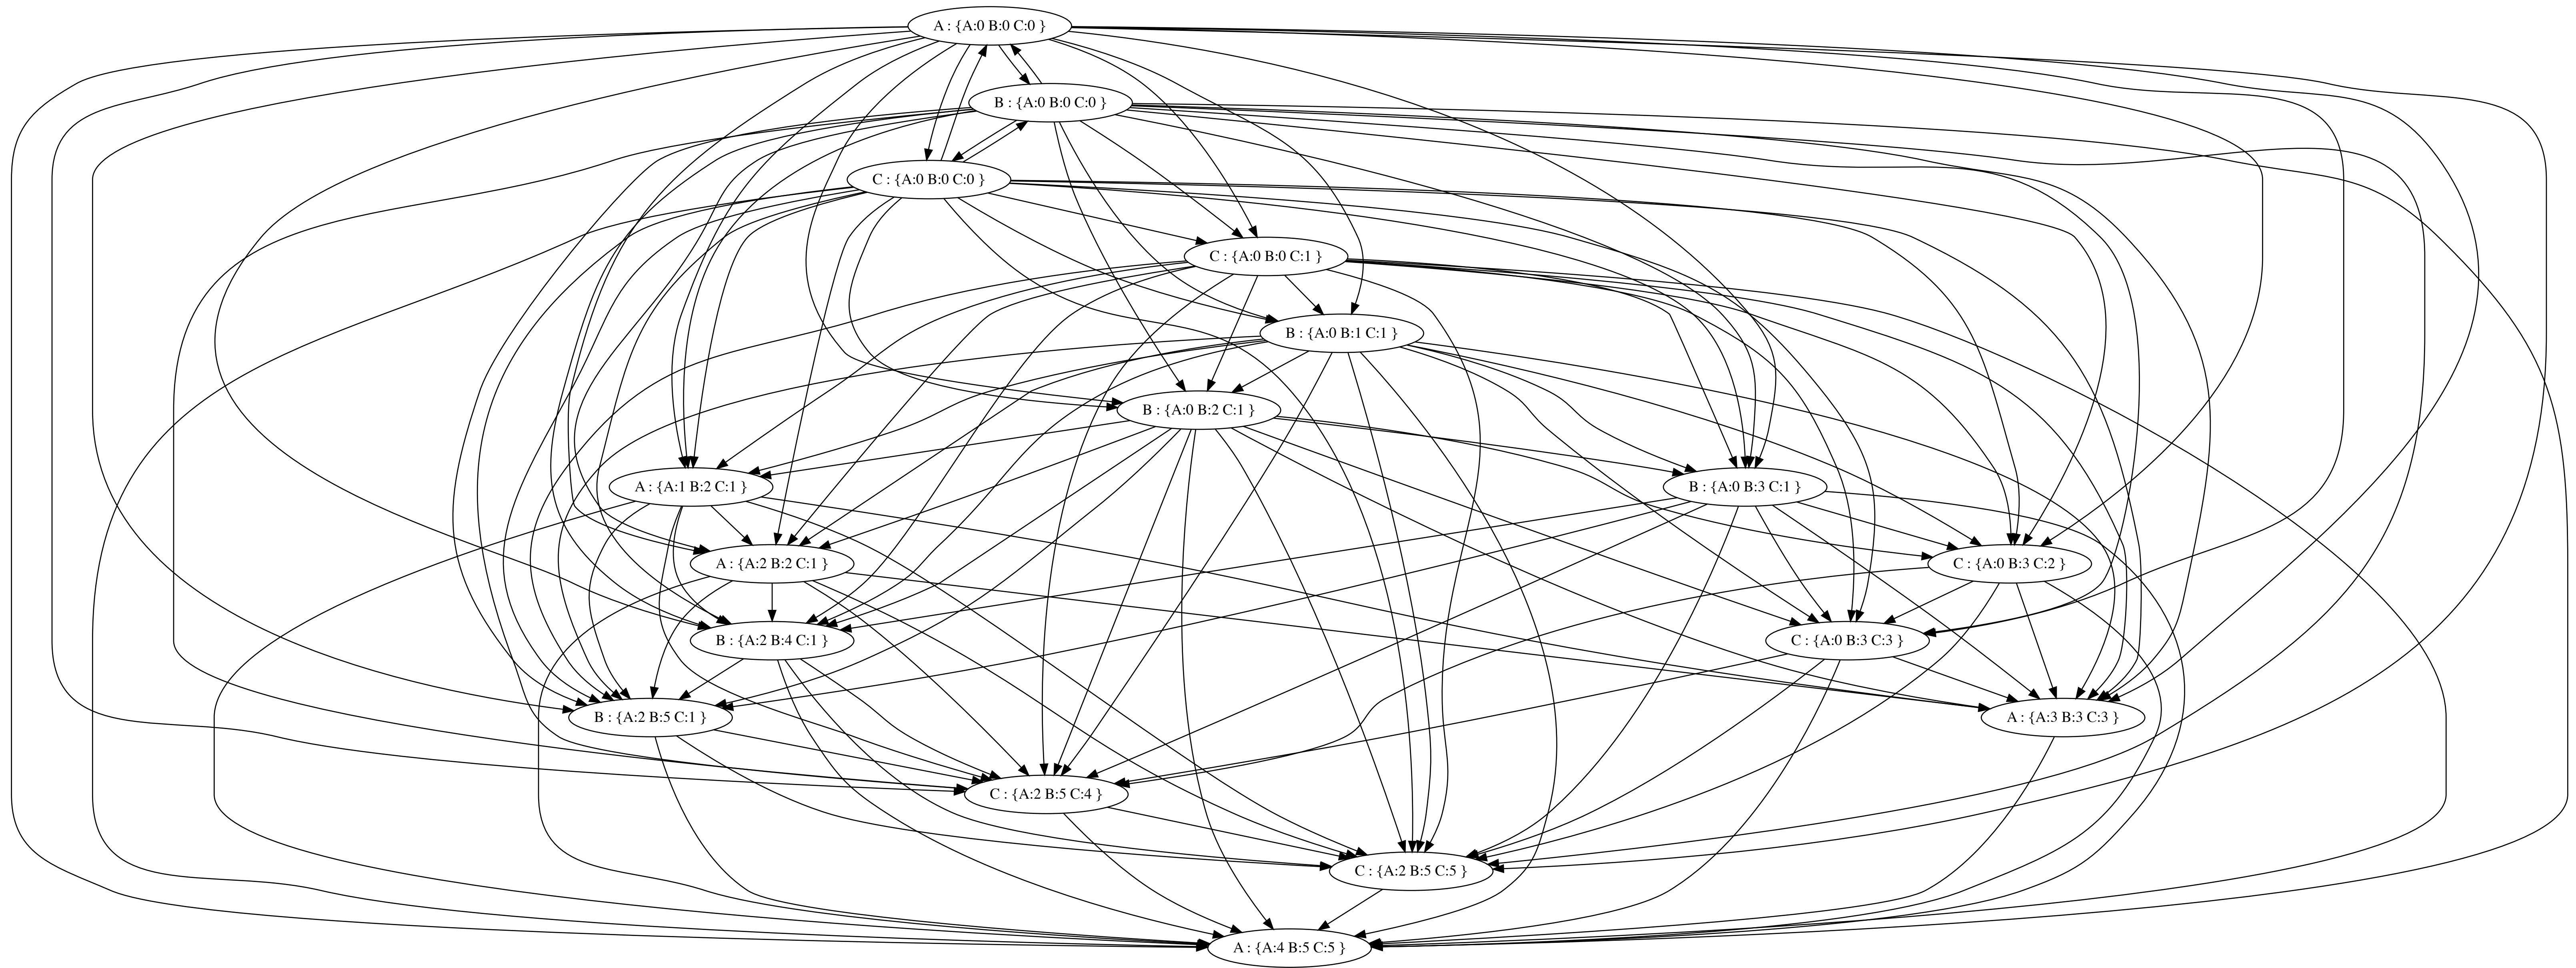 A : {A:0 B:0 C:0 }
B : {A:0 B:0 C:0 }
C : {A:0 B:0 C:0 }
C : {A:0 B:0 C:1 }
B : {A:0 B:1 C:1 }
B : {A:0 B:2 C:1 }
A : {A:1 B:2 C:1 }
B : {A:0 B:3 C:1 }
A : {A:2 B:2 C:1 }
C : {A:0 B:3 C:2 }
B : {A:2 B:4 C:1 }
C : {A:0 B:3 C:3 }
B : {A:2 B:5 C:1 }
A : {A:3 B:3 C:3 }
C : {A:2 B:5 C:4 }
C : {A:2 B:5 C:5 }
A : {A:4 B:5 C:5 }